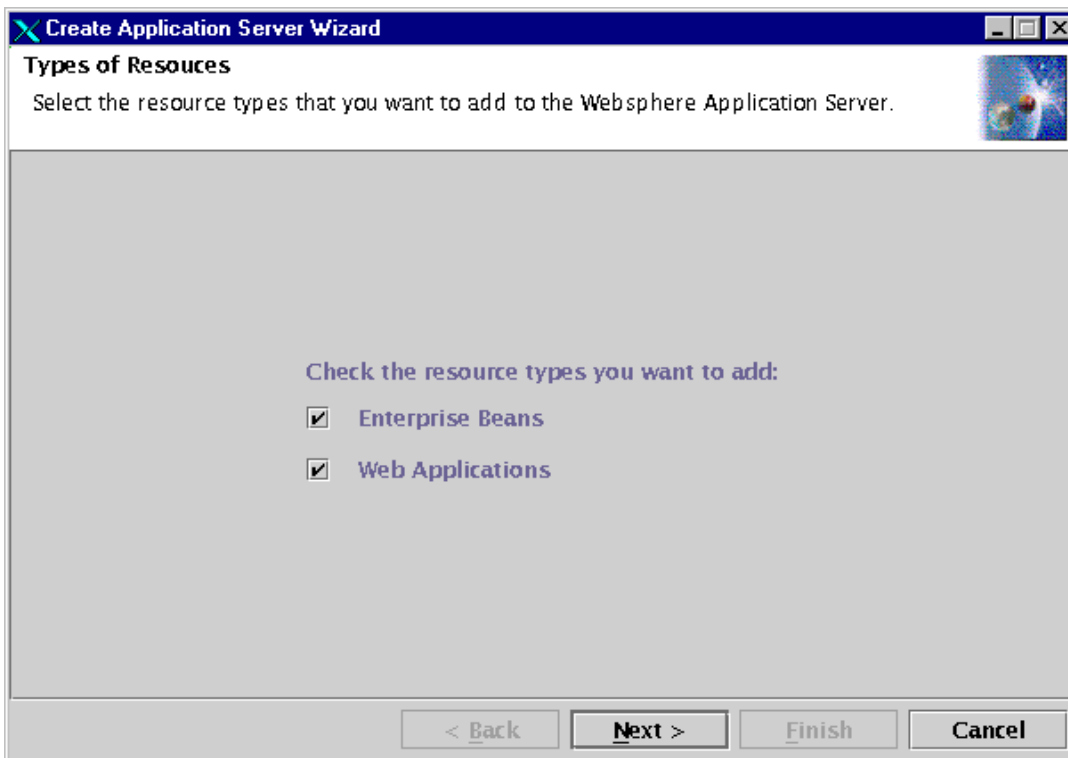 Create Application Server Wizard
Types of Resouces
Select the resource types that you want to add to the Websphere Application Server.
Check the resource types you want to add:
Enterprise Beans
Web Applications
< Back Next > Finish Cancel